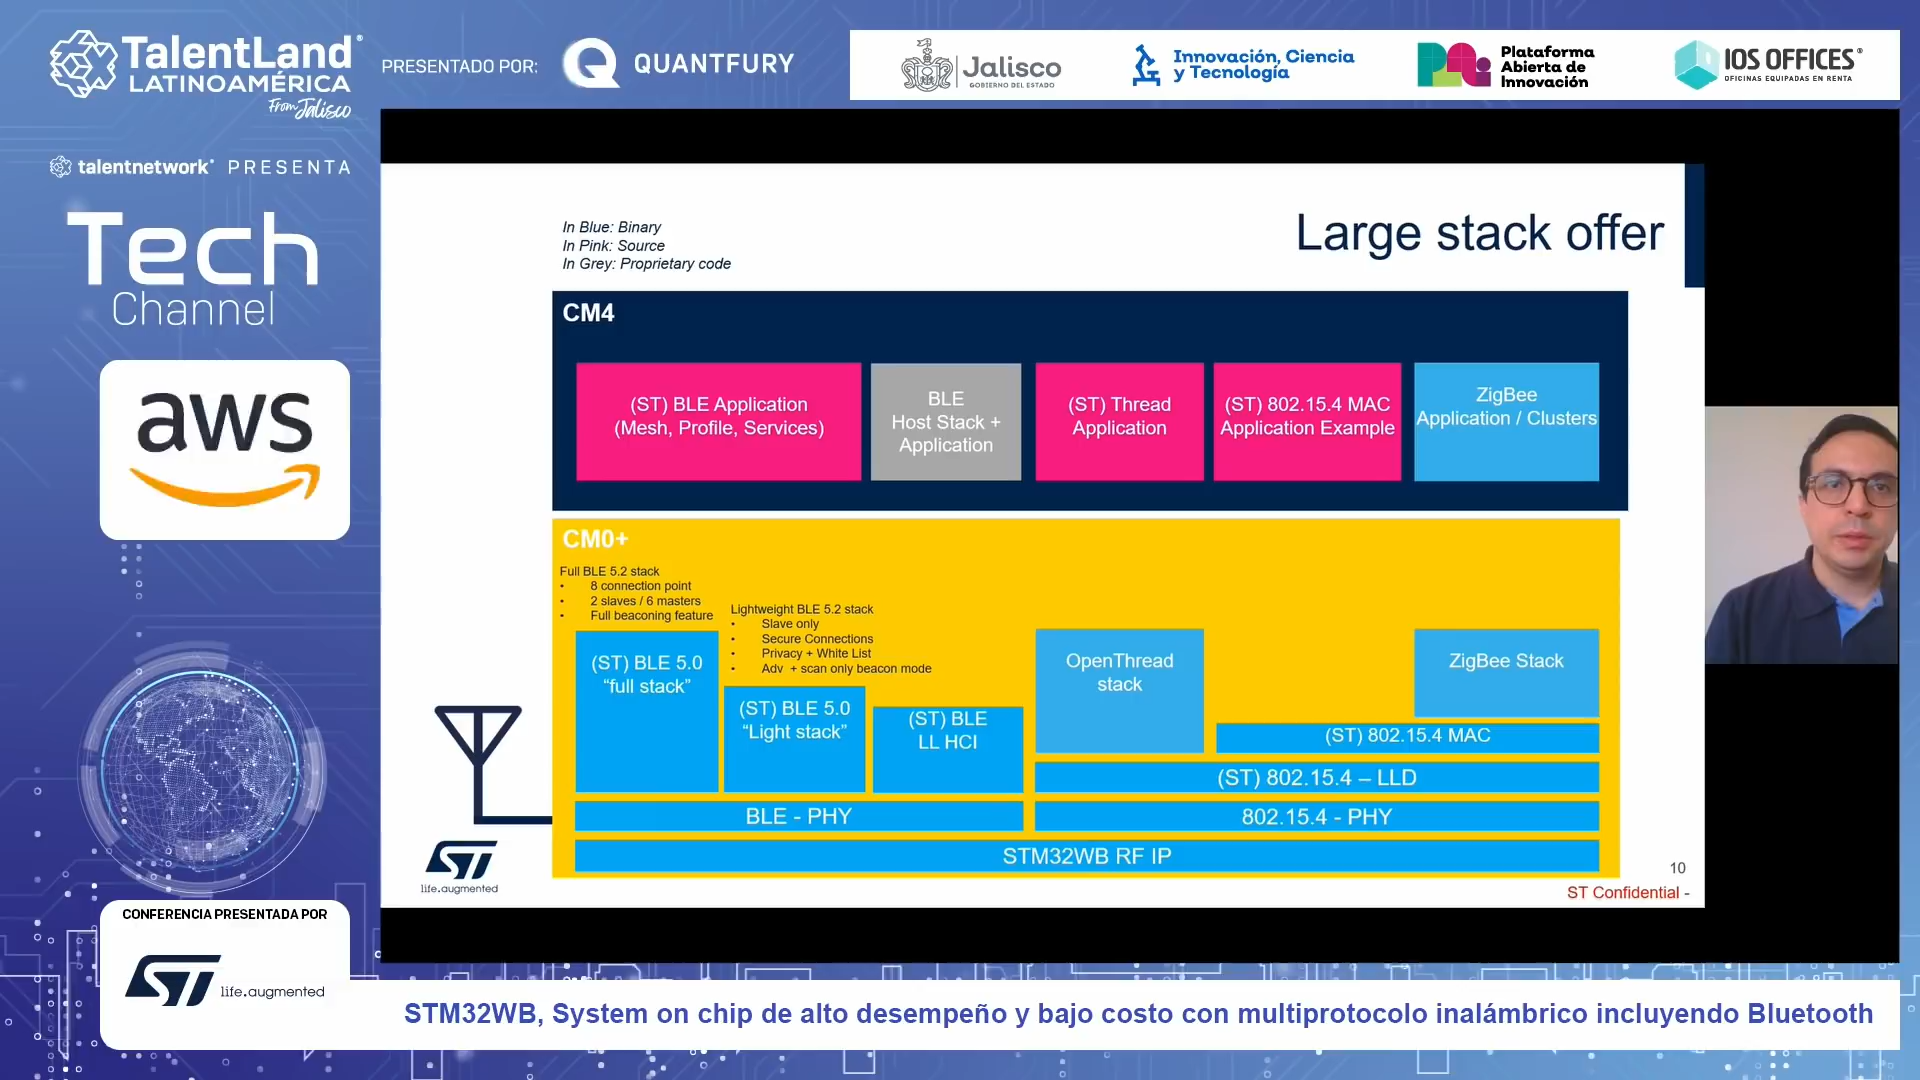 TalentLand®
LATINOAMÉRICA
From Jalisco
PRESENTADO POR:
QUANTFURY
Jalisco
GOBIERNO DEL ESTADO
Innovación, Ciencia
y Tecnología
Plataforma
Abierta de
Innovación
IOS OFFICES®
OFICINAS EQUIPADAS EN RENTA
talentnetwork® PRESENTA
Tech
Channel
aws
In Blue: Binary
In Pink: Source
In Grey: Proprietary code
Large stack offer
CM4
(ST) BLE Application
(Mesh, Profile, Services)
BLE
Host Stack +
Application
(ST) Thread
Application
(ST) 802.15.4 MAC
Application Example
ZigBee
Application / Clusters
CM0+
Full BLE 5.2 stack
• 8 connection point
• 2 slaves / 6 masters
• Full beaconing feature
Lightweight BLE 5.2 stack
• Slave only
• Secure Connections
• Privacy + White List
• Adv + scan only beacon mode
(ST) BLE 5.0
“full stack”
(ST) BLE 5.0
“Light stack”
(ST) BLE
LL HCI
OpenThread
stack
ZigBee Stack
(ST) 802.15.4 MAC
(ST) 802.15.4 – LLD
BLE - PHY
802.15.4 - PHY
STM32WB RF IP
ST
life.augmented
10
ST Confidential -
CONFERENCIA PRESENTADA POR
ST
life.augmented
STM32WB, System on chip de alto desempeño y bajo costo con multiprotocolo inalámbrico incluyendo Bluetooth